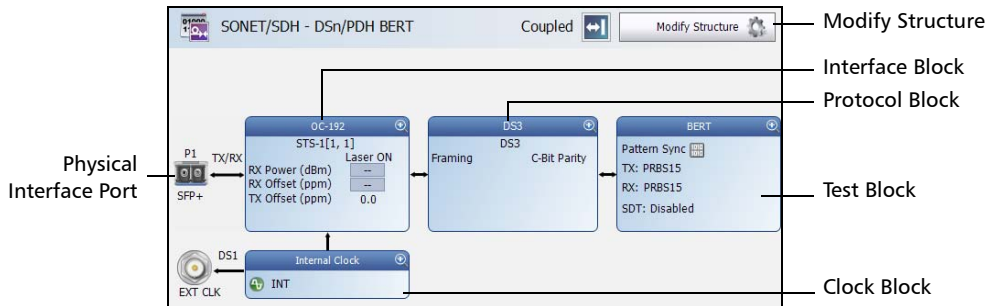 SONET/SDH - DSn/PDH BERT
Coupled
Modify Structure
Modify Structure
Interface Block
Protocol Block
Physical
Interface Port
Test Block
Clock Block
P1
TX/RX
SFP+
OC-192
STS-1[1, 1]
Laser ON
RX Power (dBm) --
RX Offset (ppm) --
TX Offset (ppm) 0.0
DS3
DS3
Framing C-Bit Parity
BERT
Pattern Sync
TX: PRBS15
RX: PRBS15
SDT: Disabled
DS1
EXT CLK
Internal Clock
INT